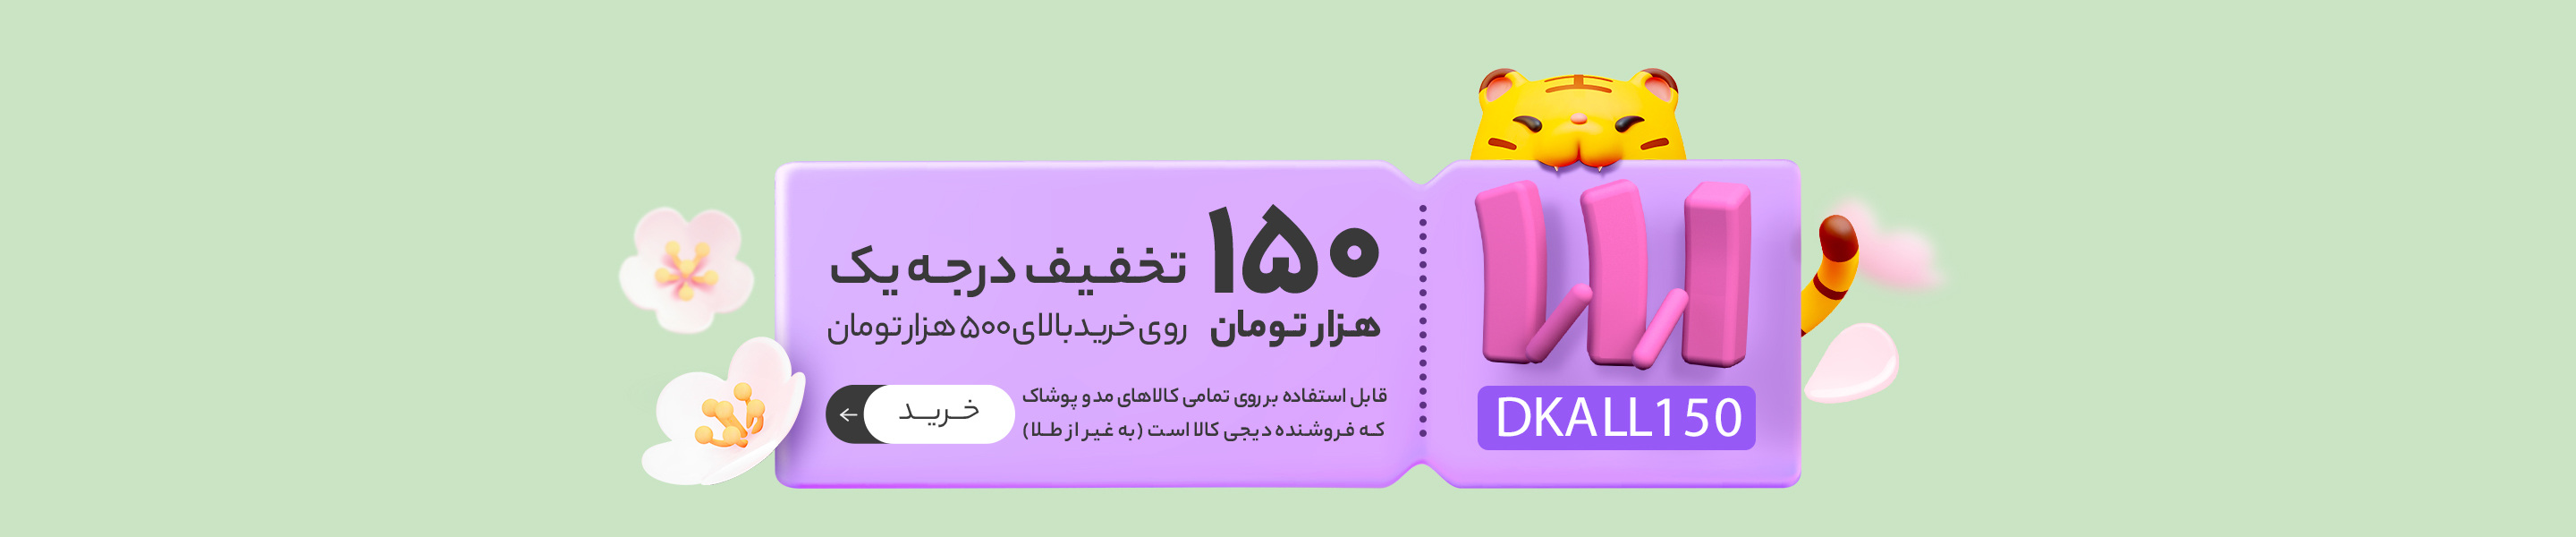 ۱۵۰
هزار تومان
تخفیف درجه یک
روی خرید بالای ۵۰۰ هزار تومان
قابل استفاده بر روی تمامی کالاهای مد و پوشاک
که فروشنده دیجی کالا است (به غیر از طلا)
خرید
DKALL150